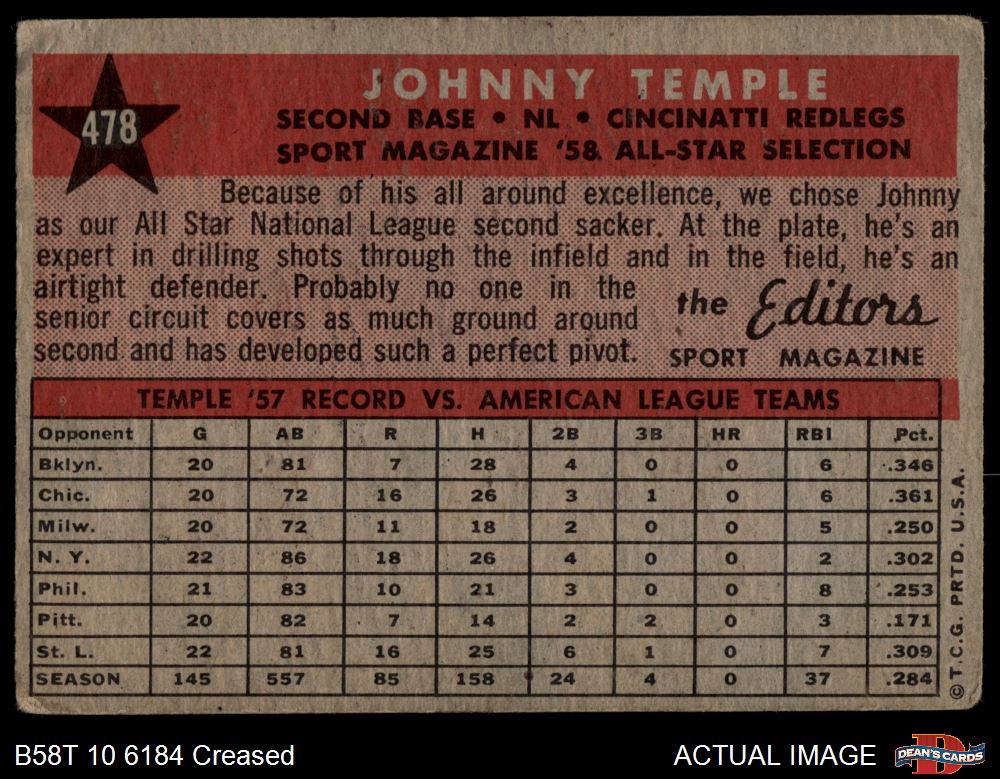 478
JOHNNY TEMPLE
SECOND BASE • NL • CINCINATTI REDLEGS
SPORT MAGAZINE '58 ALL-STAR SELECTION
Because of his all around excellence, we chose Johnny
as our All Star National League second sacker. At the plate, he's an
expert in drilling shots through the infield and in the field, he's an
airtight defender. Probably no one in the
senior circuit covers as much ground around
second and has developed such a perfect pivot.
the Editors
SPORT MAGAZINE
TEMPLE '57 RECORD VS. AMERICAN LEAGUE TEAMS
Opponent G AB R H 2B 3B HR RBI Pct.
Bklyn. 20 81 7 28 4 0 0 6 .346
Chic. 20 72 16 26 3 1 0 6 .361
Milw. 20 72 11 18 2 0 0 5 .250
N. Y. 22 86 18 26 4 0 0 2 .302
Phil. 21 83 10 21 3 0 0 8 .253
Pitt. 20 82 7 14 2 2 0 3 .171
St. L. 22 81 16 25 6 1 0 7 .309
SEASON 145 557 85 158 24 4 0 37 .284
© T.C.G. PRTD. U.S.A.
B58T 10 6184 Creased
ACTUAL IMAGE
DEAN'S CARDS